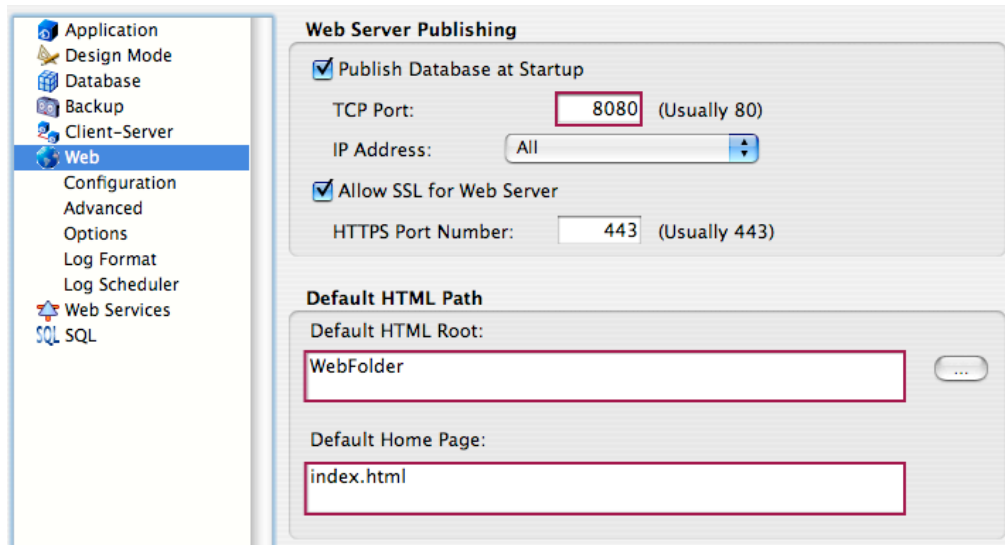 Application
Design Mode
Database
Backup
Client-Server
Web
Configuration
Advanced
Options
Log Format
Log Scheduler
Web Services
SQL SQL
Web Server Publishing
Publish Database at Startup
TCP Port: 8080 (Usually 80)
IP Address: All
Allow SSL for Web Server
HTTPS Port Number: 443 (Usually 443)
Default HTML Path
Default HTML Root:
WebFolder
...
Default Home Page:
index.html